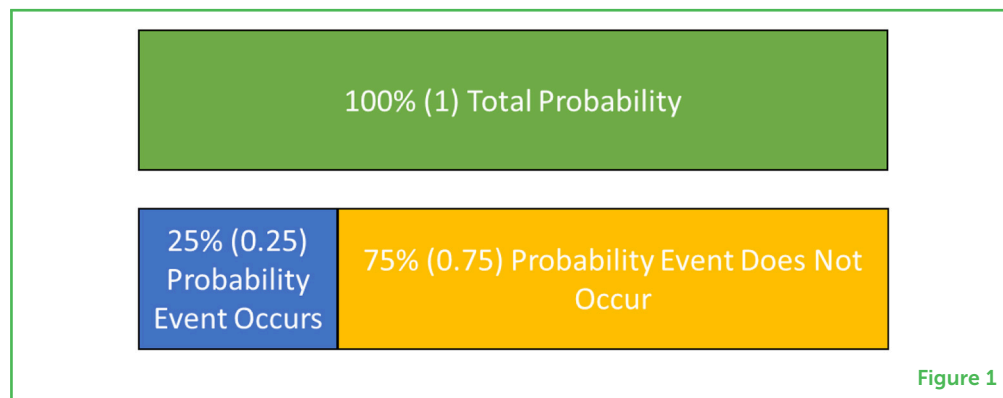 100% (1) Total Probability
25% (0.25)
Probability
Event Occurs
75% (0.75) Probability Event Does Not
Occur
Figure 1